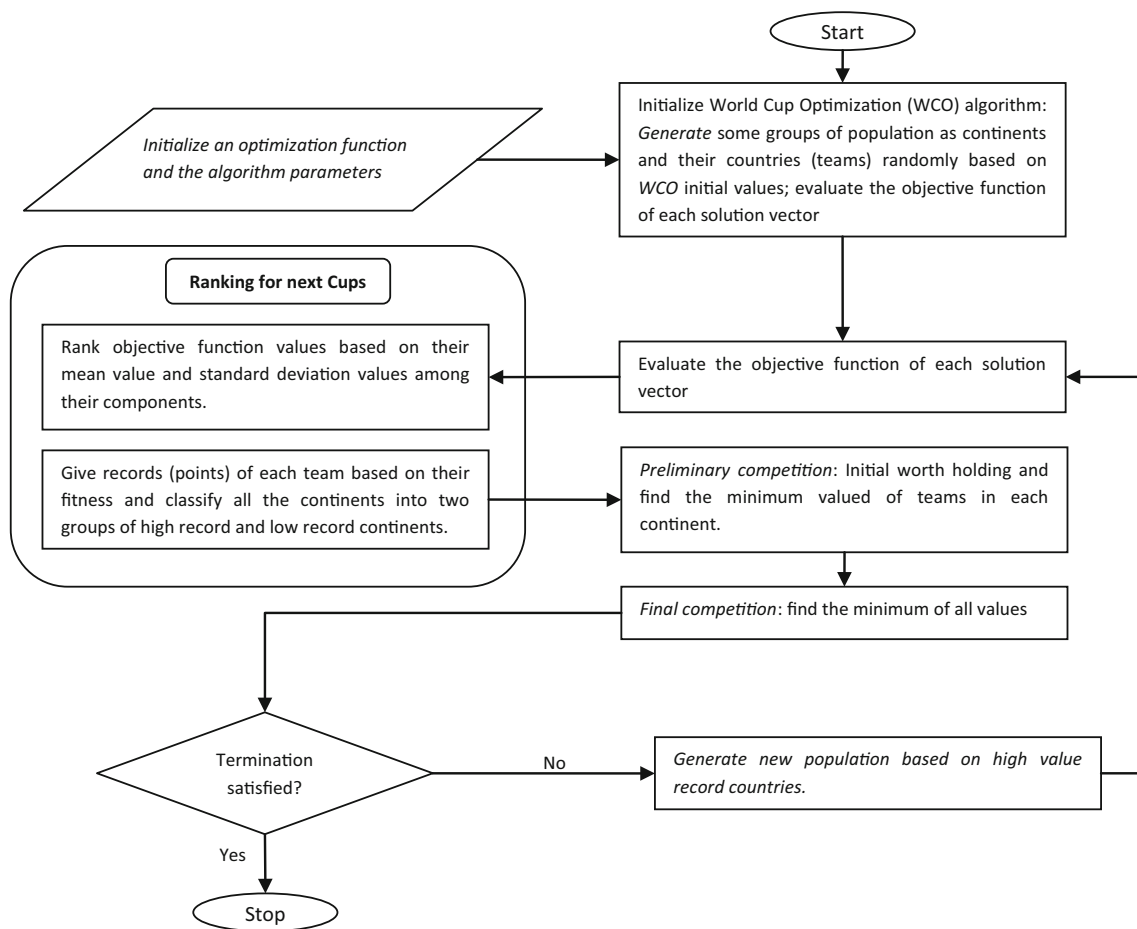 Start
Initialize World Cup Optimization (WCO) algorithm:
Generate some groups of population as continents
and their countries (teams) randomly based on
WCO initial values; evaluate the objective function
of each solution vector
Initialize an optimization function
and the algorithm parameters
Ranking for next Cups
Rank objective function values based on their
mean value and standard deviation values among
their components.
Evaluate the objective function of each solution
vector
Give records (points) of each team based on their
fitness and classify all the continents into two
groups of high record and low record continents.
Preliminary competition: Initial worth holding and
find the minimum valued of teams in each
continent.
Final competition: find the minimum of all values
Termination
satisfied?
No
Generate new population based on high value
record countries.
Yes
Stop